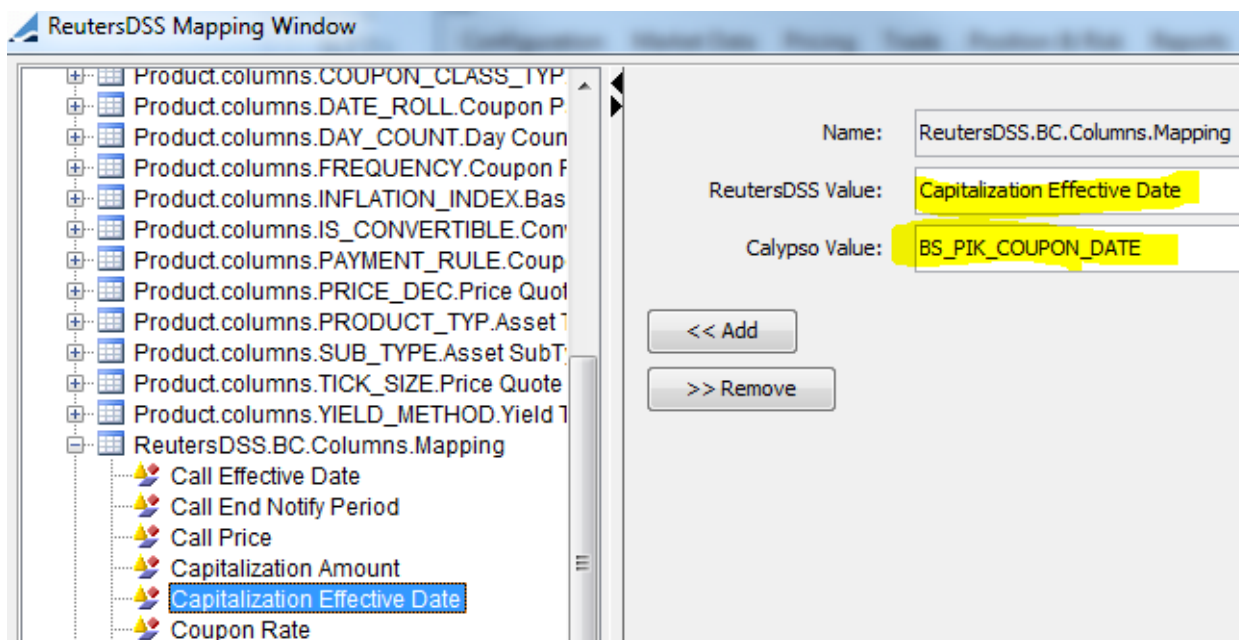 ReutersDSS Mapping Window
Product.columns.COUPON_CLASS_TYP
Product.columns.DATE_ROLL.Coupon P
Product.columns.DAY_COUNT.Day Coun
Product.columns.FREQUENCY.Coupon F
Product.columns.INFLATION_INDEX.Bas
Product.columns.IS_CONVERTIBLE.Con
Product.columns.PAYMENT_RULE.Coup
Product.columns.PRICE_DEC.Price Quot
Product.columns.PRODUCT_TYP.Asset
Product.columns.SUB_TYPE.Asset SubT
Product.columns.TICK_SIZE.Price Quote
Product.columns.YIELD_METHOD.Yield T
ReutersDSS.BC.Columns.Mapping
Call Effective Date
Call End Notify Period
Call Price
Capitalization Amount
Capitalization Effective Date
Coupon Rate
Name: ReutersDSS.BC.Columns.Mapping
ReutersDSS Value: Capitalization Effective Date
Calypso Value: BS_PIK_COUPON_DATE
<< Add
>> Remove